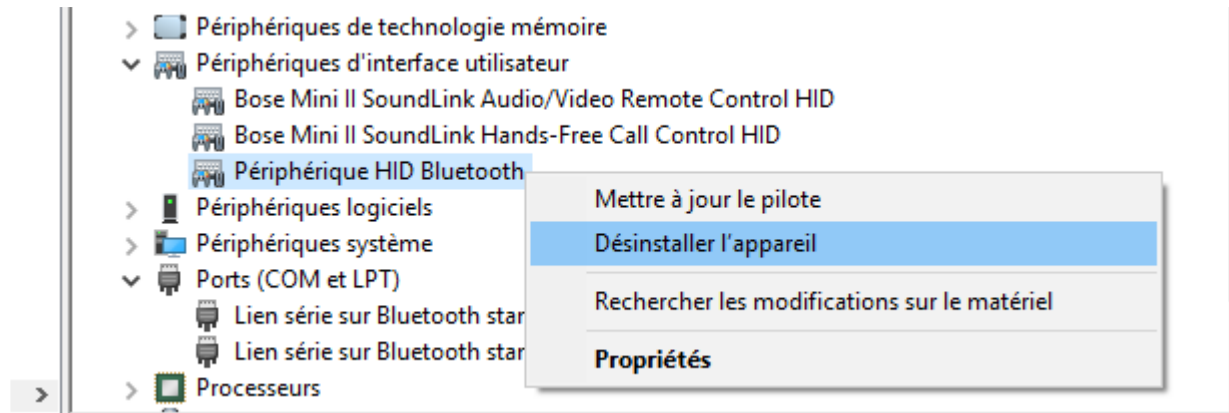 Périphériques de technologie mémoire
Périphériques d'interface utilisateur
Bose Mini II SoundLink Audio/Video Remote Control HID
Bose Mini II SoundLink Hands-Free Call Control HID
Périphérique HID Bluetooth
Périphériques logiciels
Périphériques système
Ports (COM et LPT)
Lien série sur Bluetooth star
Lien série sur Bluetooth star
Processeurs
Mettre à jour le pilote
Désinstaller l'appareil
Rechercher les modifications sur le matériel
Propriétés